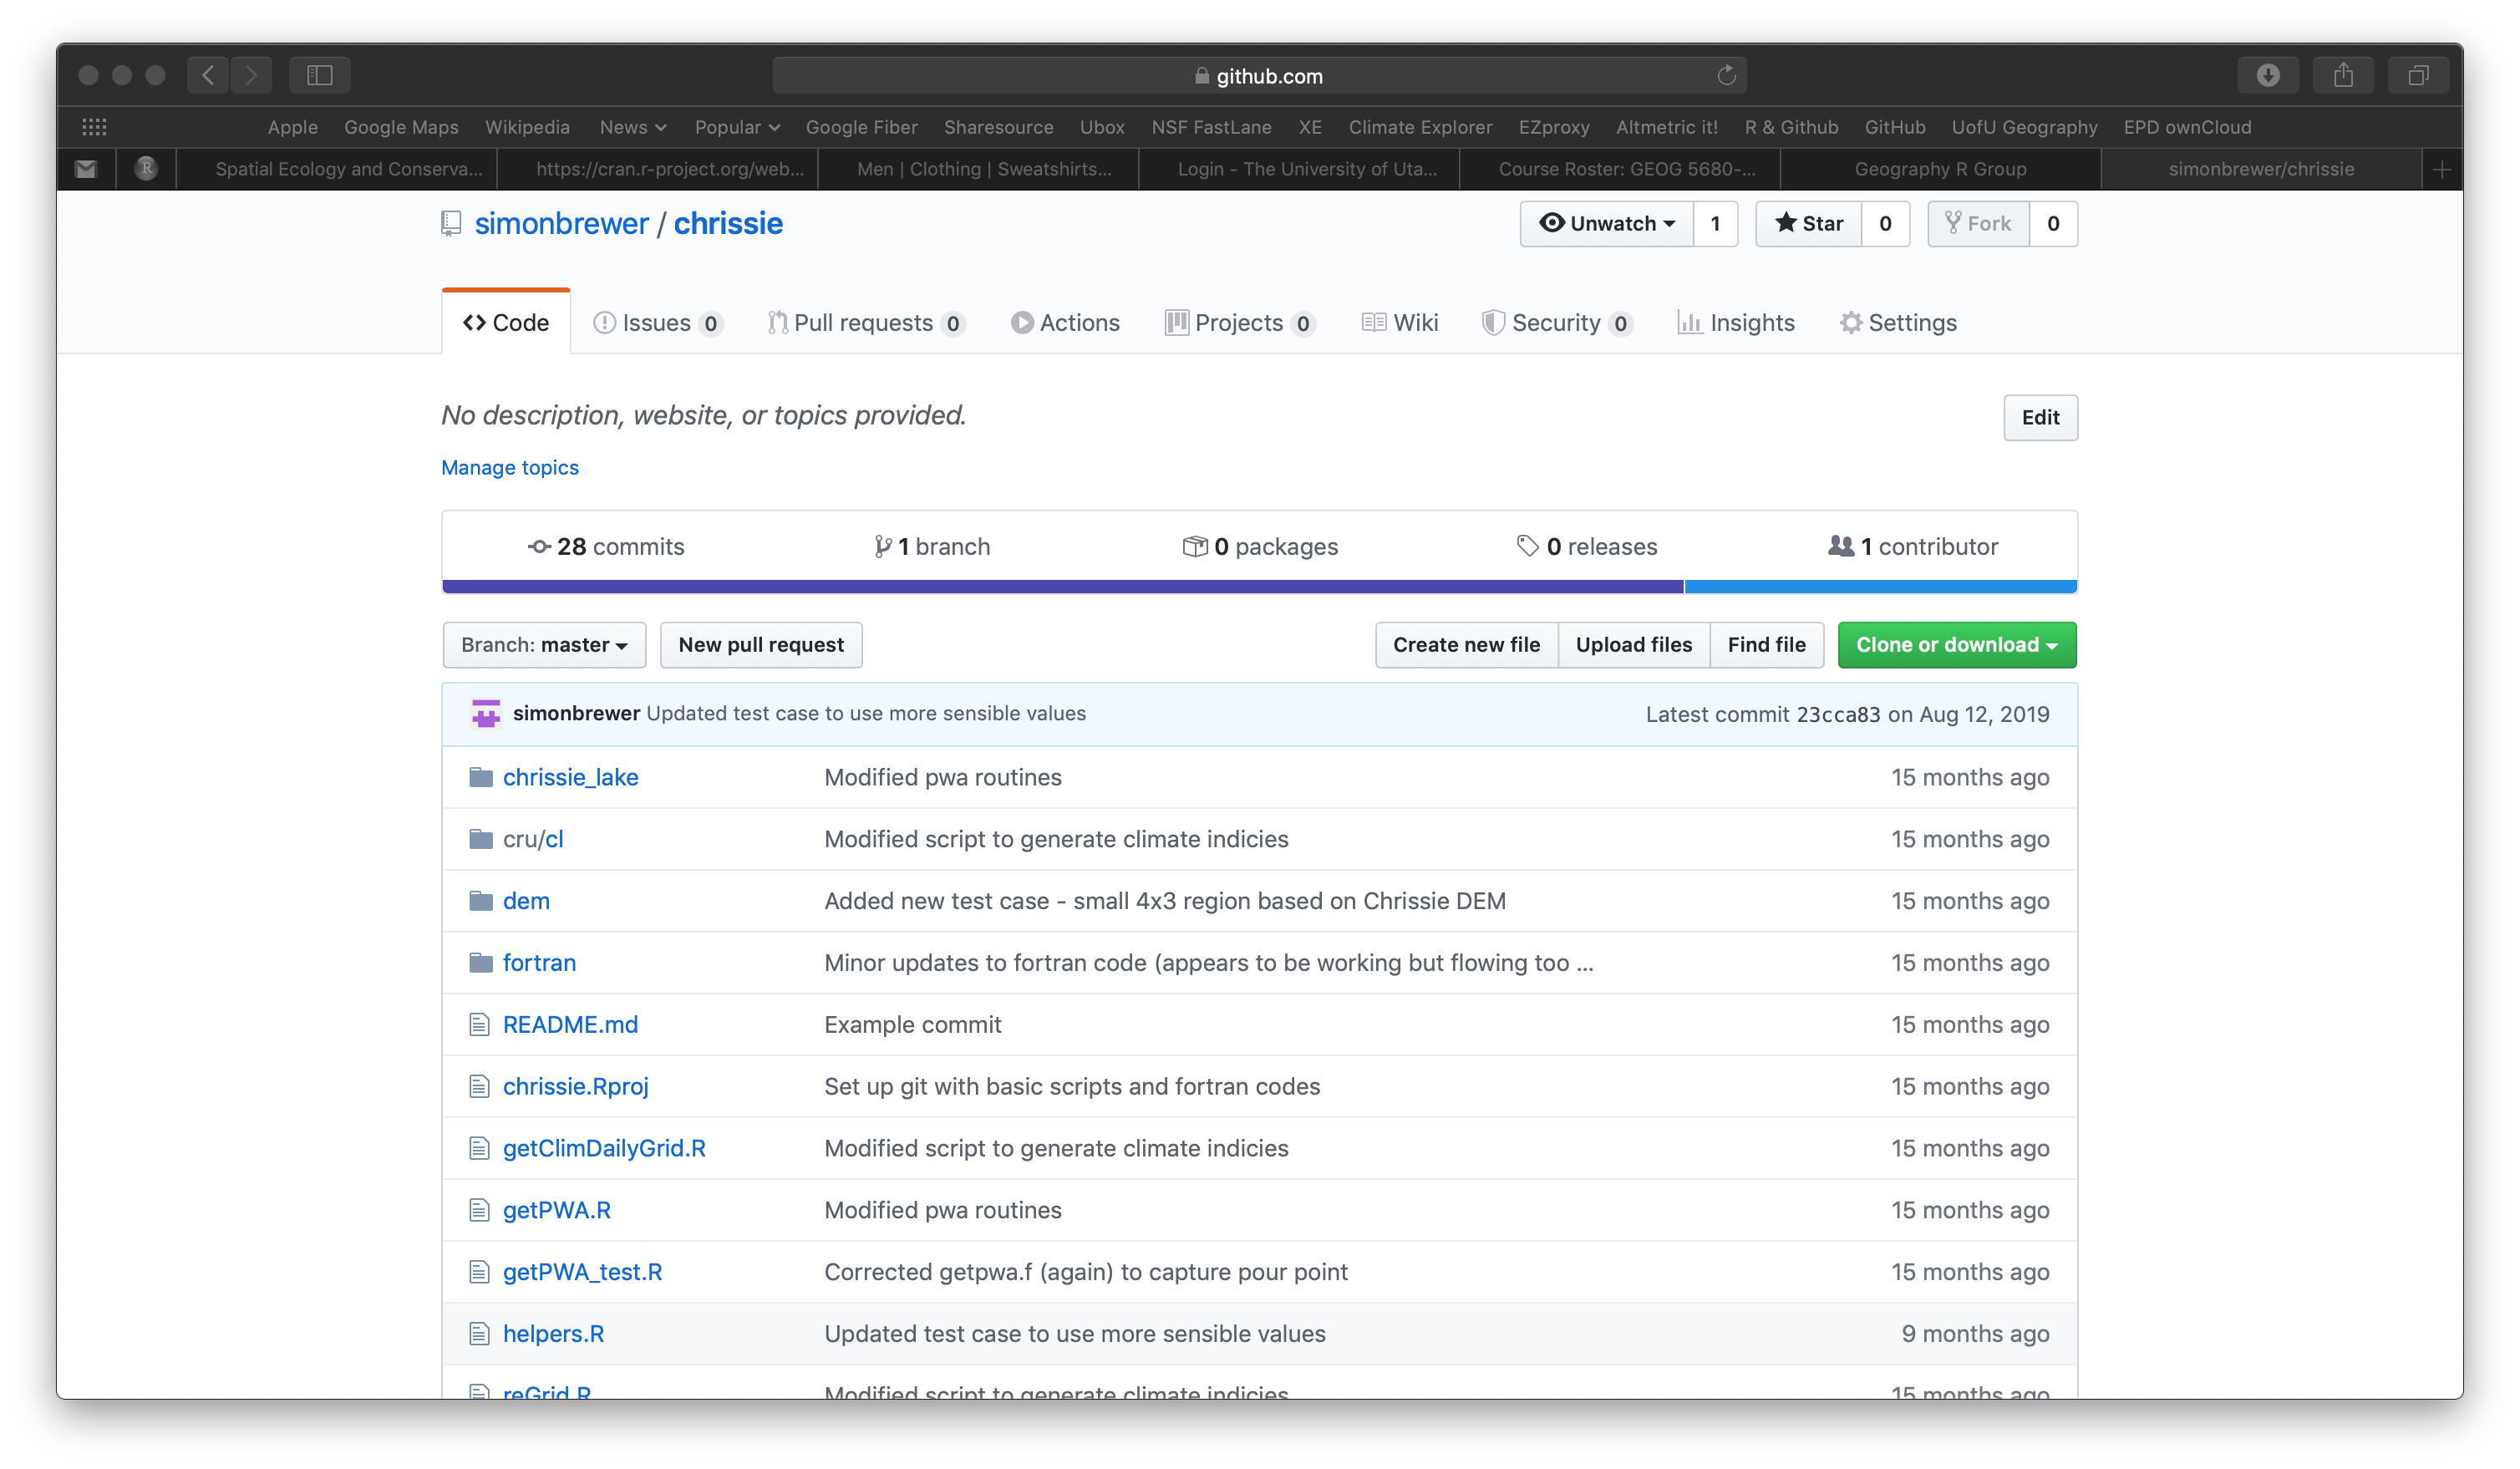 github.com
Apple Google Maps Wikipedia News Popular Google Fiber Sharesource Ubox NSF FastLane XE Climate Explorer EZproxy Altmetric it! R & Github GitHub UofU Geography EPD ownCloud
R Spatial Ecology and Conserva... https://cran.r-project.org/web... Men | Clothing | Sweatshirts... Login - The University of Uta... Course Roster: GEOG 5680-... Geography R Group simonbrewer/chrissie
simonbrewer / chrissie Unwatch 1 Star 0 Fork 0
Code Issues 0 Pull requests 0 Actions Projects 0 Wiki Security 0 Insights Settings
No description, website, or topics provided. Edit
Manage topics
28 commits 1 branch 0 packages 0 releases 1 contributor
Branch: master New pull request Create new file Upload files Find file Clone or download
simonbrewer Updated test case to use more sensible values Latest commit 23cca83 on Aug 12, 2019
chrissie_lake Modified pwa routines 15 months ago
cru/cl Modified script to generate climate indicies 15 months ago
dem Added new test case - small 4x3 region based on Chrissie DEM 15 months ago
fortran Minor updates to fortran code (appears to be working but flowing too ... 15 months ago
README.md Example commit 15 months ago
chrissie.Rproj Set up git with basic scripts and fortran codes 15 months ago
getClimDailyGrid.R Modified script to generate climate indicies 15 months ago
getPWA.R Modified pwa routines 15 months ago
getPWA_test.R Corrected getpwa.f (again) to capture pour point 15 months ago
helpers.R Updated test case to use more sensible values 9 months ago
reGrid.R Modified script to generate climate indicies 15 months ago